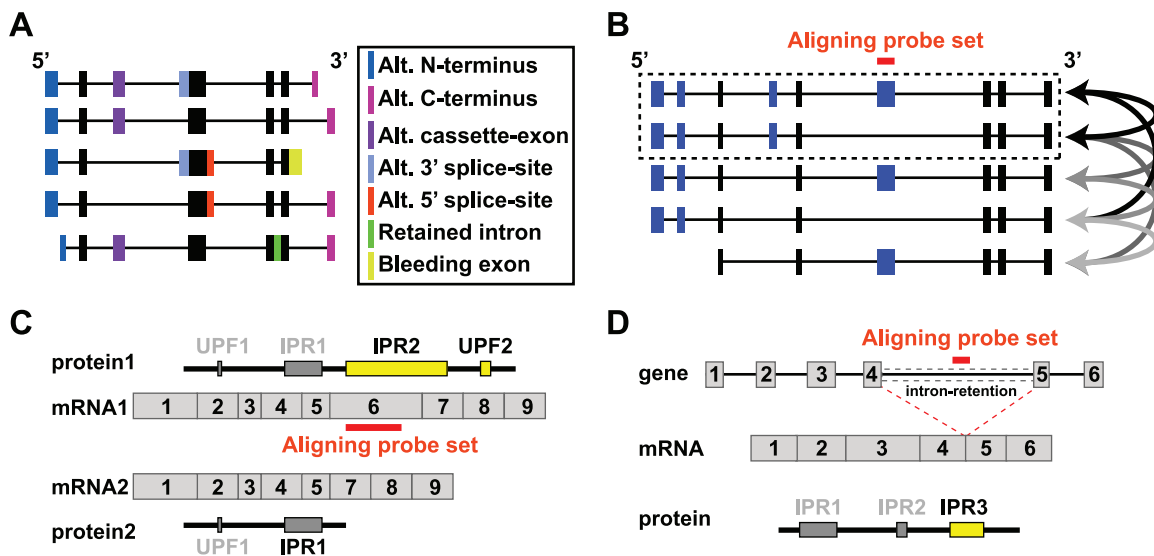 A
5’ 3’
Alt. N-terminus
Alt. C-terminus
Alt. cassette-exon
Alt. 3’ splice-site
Alt. 5’ splice-site
Retained intron
Bleeding exon
B
Aligning probe set
5’ 3’
C
UPF1 IPR1 IPR2 UPF2
protein1
mRNA1 1 2 3 4 5 6 7 8 9
Aligning probe set
mRNA2 1 2 3 4 5 7 8 9
protein2
UPF1 IPR1
D
Aligning probe set
gene 1 2 3 4 5 6
intron-retention
mRNA 1 2 3 4 5 6
IPR1 IPR2 IPR3
protein